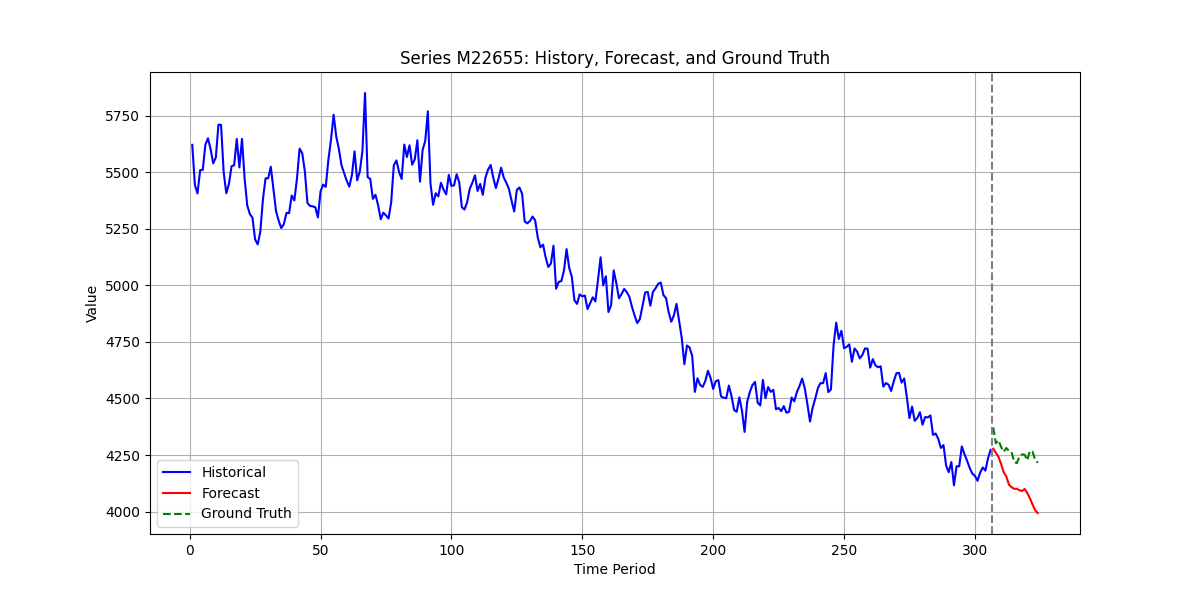 Series M22655: History, Forecast, and Ground Truth
Value
5750
5500
5250
5000
4750
4500
4250
4000
Historical
Forecast
Ground Truth
0 50 100 150 200 250 300
Time Period